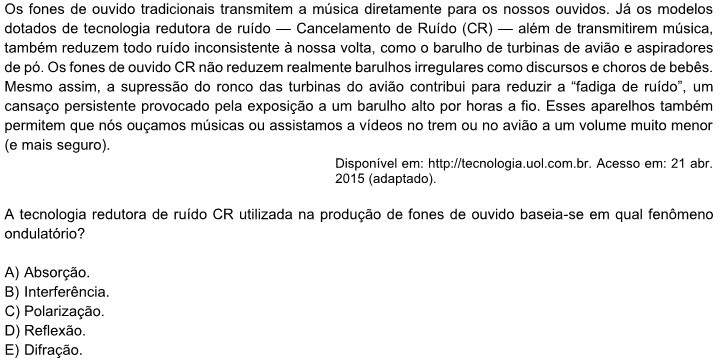 Os fones de ouvido tradicionais transmitem a música diretamente para os nossos ouvidos. Já os modelos
dotados de tecnologia redutora de ruído — Cancelamento de Ruído (CR) — além de transmitirem música,
também reduzem todo ruído inconsistente à nossa volta, como o barulho de turbinas de avião e aspiradores
de pó. Os fones de ouvido CR não reduzem realmente barulhos irregulares como discursos e choros de bebês.
Mesmo assim, a supressão do ronco das turbinas do avião contribui para reduzir a “fadiga de ruído”, um
cansaço persistente provocado pela exposição a um barulho alto por horas a fio. Esses aparelhos também
permitem que nós ouçamos músicas ou assistamos a vídeos no trem ou no avião a um volume muito menor
(e mais seguro).
Disponível em: http://tecnologia.uol.com.br. Acesso em: 21 abr.
2015 (adaptado).
A tecnologia redutora de ruído CR utilizada na produção de fones de ouvido baseia-se em qual fenômeno
ondulatório?
A) Absorção.
B) Interferência.
C) Polarização.
D) Reflexão.
E) Difração.